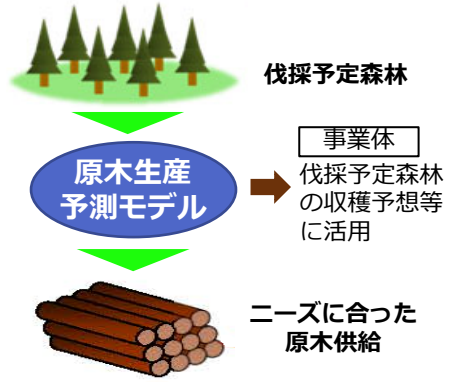 伐採予定森林
原木生産
予測モデル
事業体
伐採予定森林
の収穫予想等
に活用
ニーズに合った
原木供給